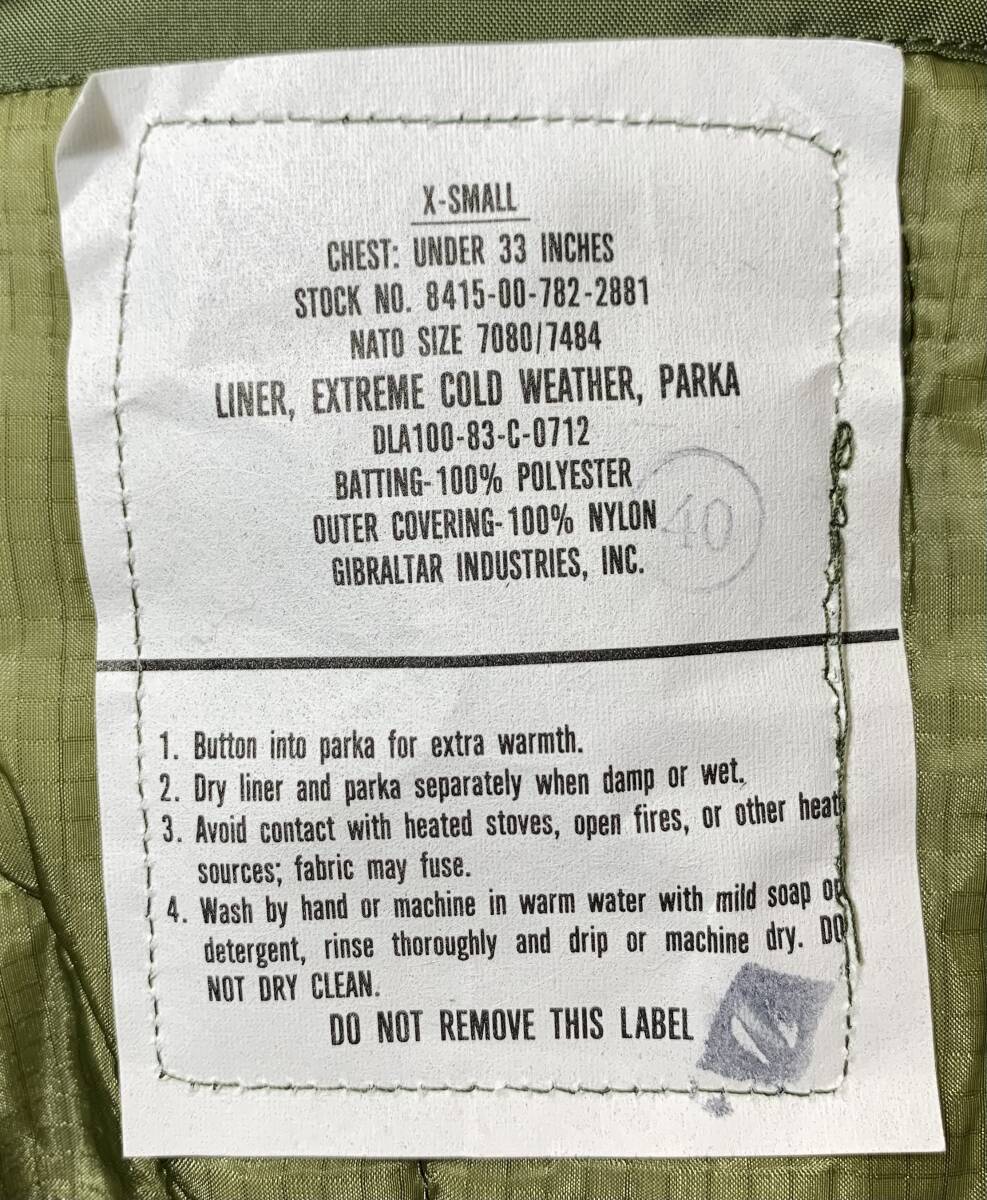 X-SMALL
CHEST: UNDER 33 INCHES
STOCK NO. 8415-00-782-2881
NATO SIZE 7080/7484
LINER, EXTREME COLD WEATHER, PARKA
DLA100-83-C-0712
BATTING-100% POLYESTER
OUTER COVERING-100% NYLON
40
GIBRALTAR INDUSTRIES, INC.
1. Button into parka for extra warmth.
2. Dry liner and parka separately when damp or wet.
3. Avoid contact with heated stoves, open fires, or other heat
sources; fabric may fuse.
4. Wash by hand or machine in warm water with mild soap or
detergent, rinse thoroughly and drip or machine dry. DO
NOT DRY CLEAN.
DO NOT REMOVE THIS LABEL